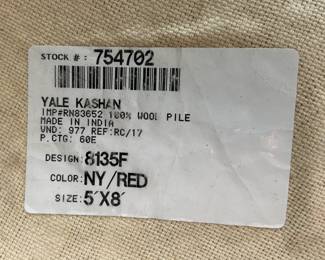 STOCK #: 754702
YALE KASHAN
IMP#RN83652 100% WOOL PILE
MADE IN INDIA
VND: 977 REF:RC/17
P.CTG: 60E
DESIGN: 8135F
COLOR: NY/RED
SIZE: 5'X8'